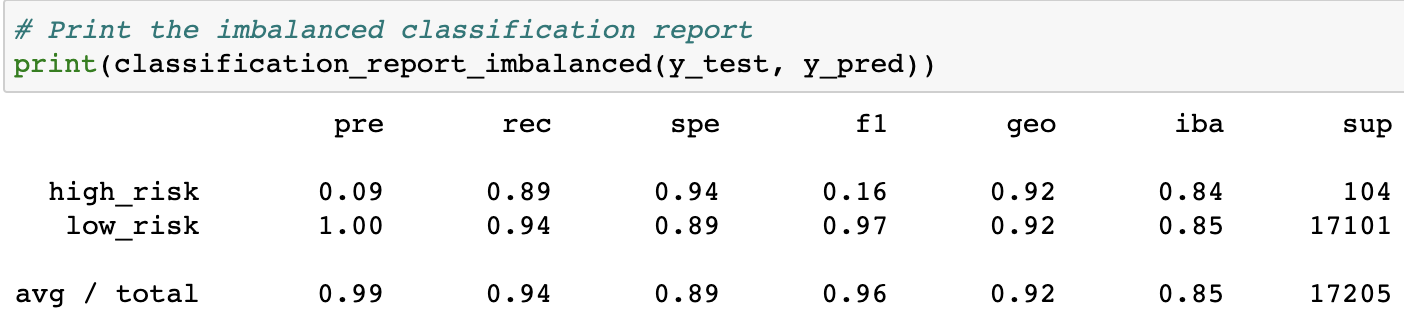 # Print the imbalanced classification report
print(classification_report_imbalanced(y_test, y_pred))
pre rec spe f1 geo iba sup
high_risk 0.09 0.89 0.94 0.16 0.92 0.84 104
low_risk 1.00 0.94 0.89 0.97 0.92 0.85 17101
avg / total 0.99 0.94 0.89 0.96 0.92 0.85 17205